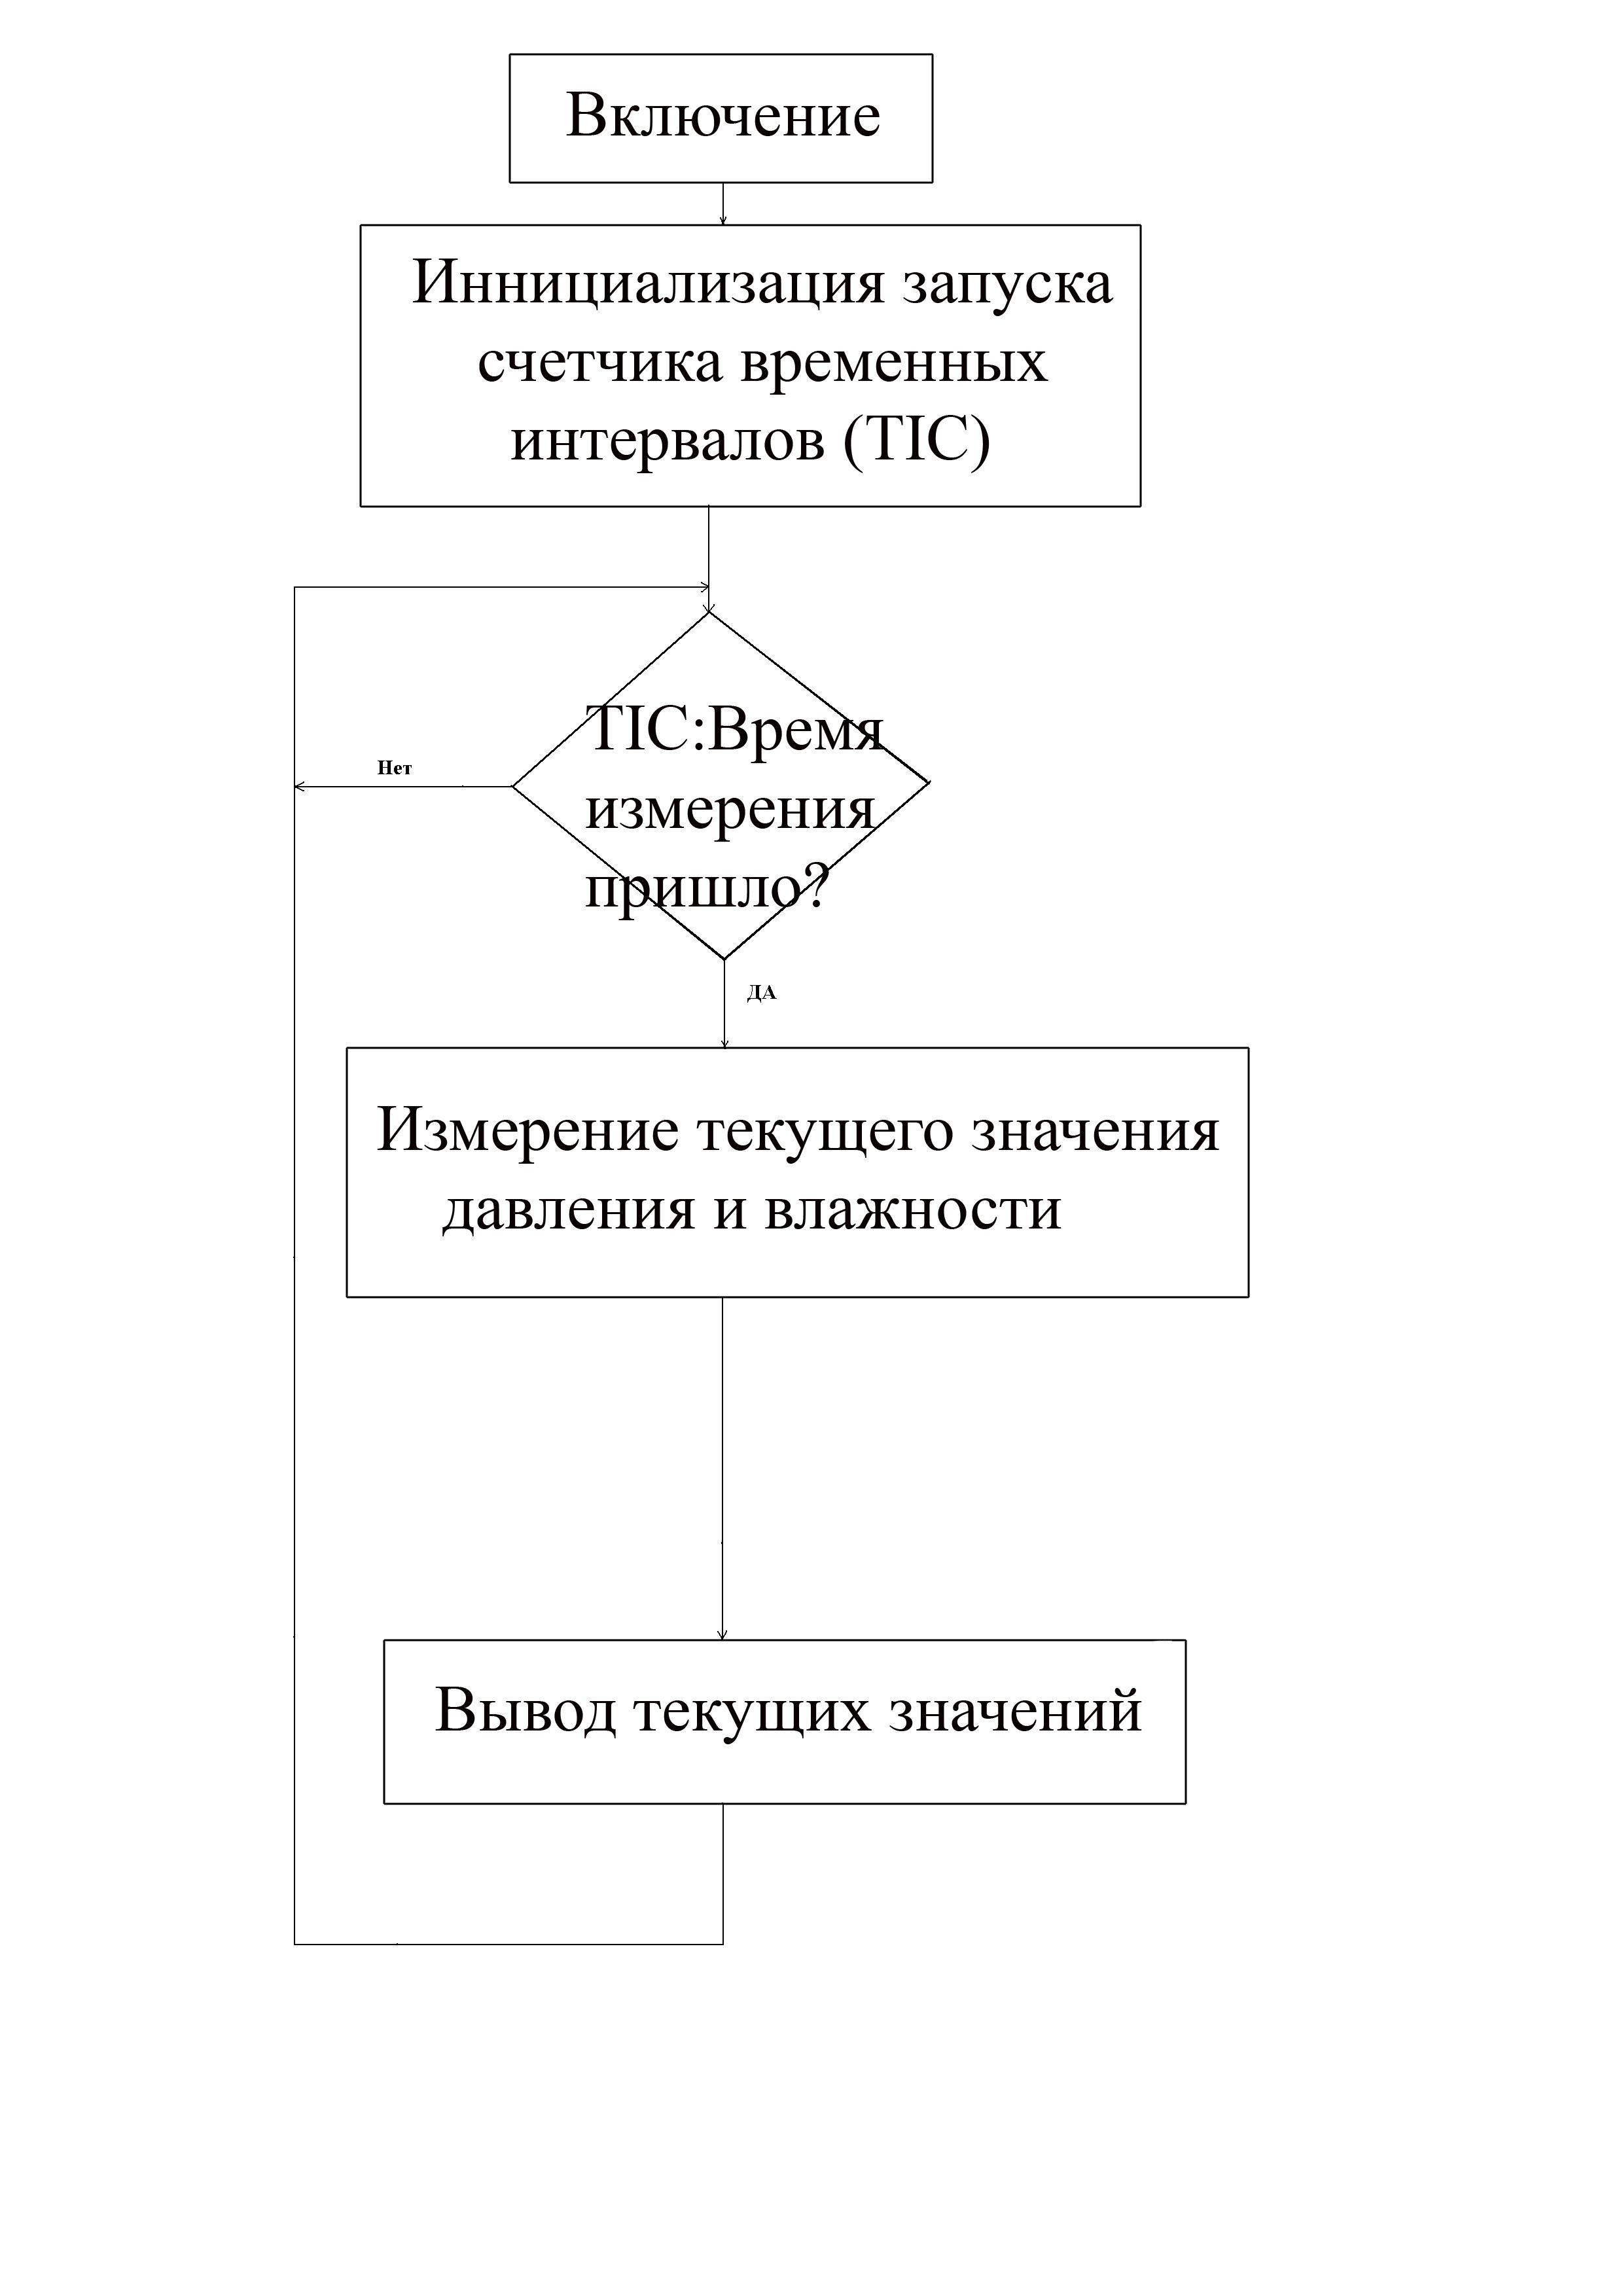 Включение
Иннициализация запуска
счетчика временных
интервалов (TIC)
TIC:Время
измерения
пришло?
Нет
ДА
Измерение текущего значения
давления и влажности
Вывод текущих значений